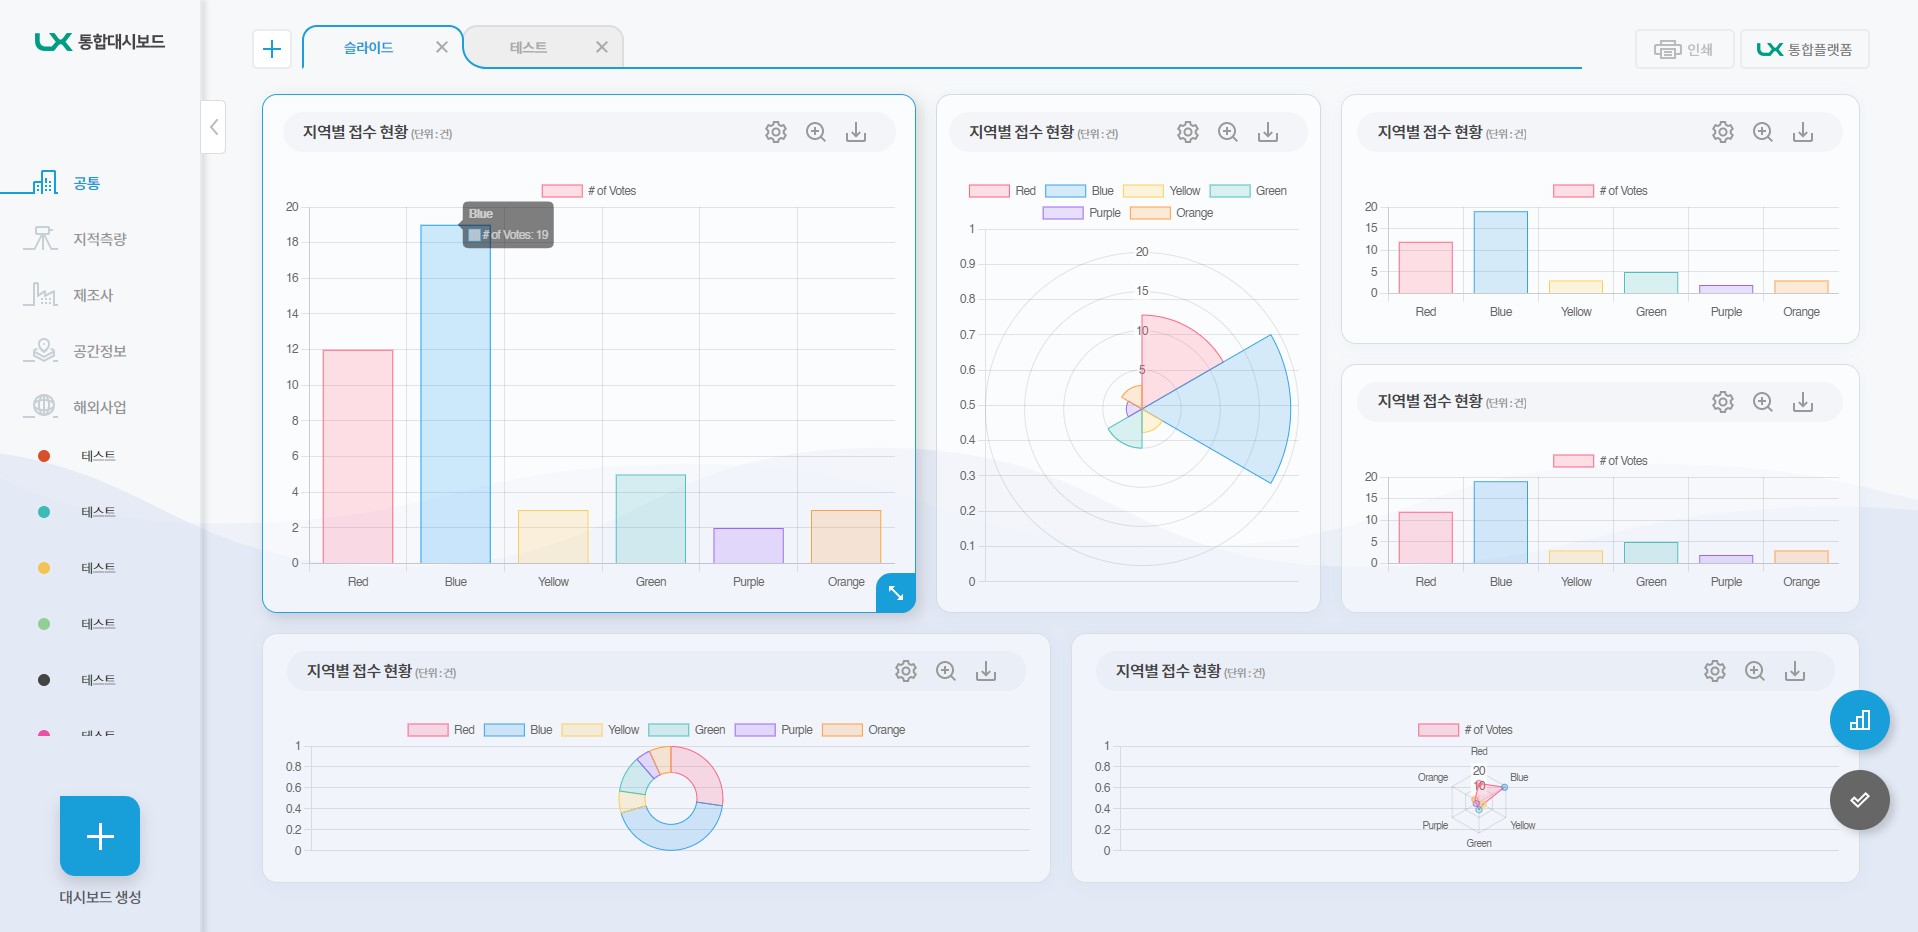 UX 통합대시보드
공통
지적측량
제조사
공간정보
해외사업
테스트
테스트
테스트
테스트
테스트
테스트
대시보드 생성
슬라이드
테스트
인쇄
UX 통합플랫폼
지역별 접수 현황 (단위 : 건)
# of Votes
20
18
16
14
12
10
8
6
4
2
0
Blue
# of Votes: 19
Red Blue Yellow Green Purple Orange
지역별 접수 현황 (단위 : 건)
Red Blue Yellow Green
Purple Orange
1
0.9
0.8
0.7
0.6
0.5
0.4
0.3
0.2
0.1
0
20
15
10
5
지역별 접수 현황 (단위 : 건)
# of Votes
20
15
10
5
0
Red Blue Yellow Green Purple Orange
지역별 접수 현황 (단위 : 건)
# of Votes
20
15
10
5
0
Red Blue Yellow Green Purple Orange
지역별 접수 현황 (단위 : 건)
Red Blue Yellow Green Purple Orange
1
0.8
0.6
0.4
0.2
0
지역별 접수 현황 (단위 : 건)
# of Votes
1
0.8
0.6
0.4
0.2
0
Red
20
10
Orange Blue
Purple Yellow
Green